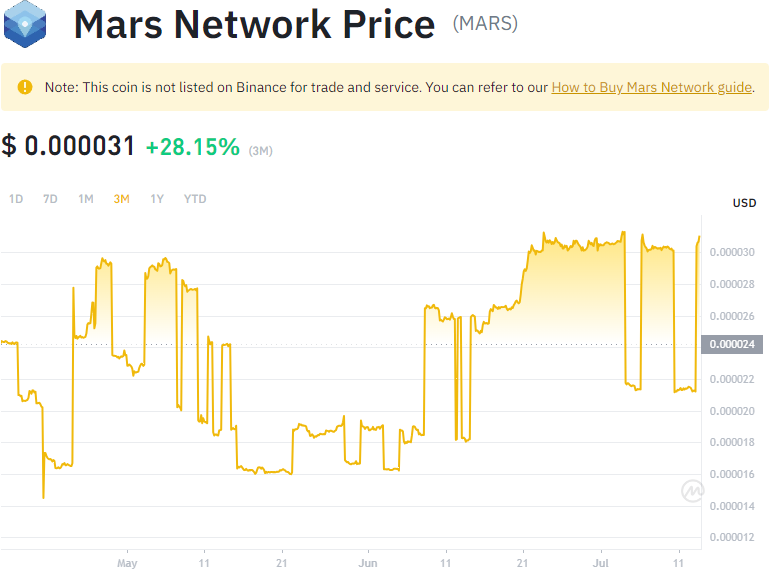 Mars Network Price (MARS)
Note: This coin is not listed on Binance for trade and service. You can refer to our How to Buy Mars Network guide.
$ 0.000031 +28.15% (3M)
1D 7D 1M 3M 1Y YTD
USD
0.000030
0.000028
0.000026
0.000024
0.000022
0.000020
0.000018
0.000016
0.000014
0.000012
May 11 21 Jun 11 21 Jul 11